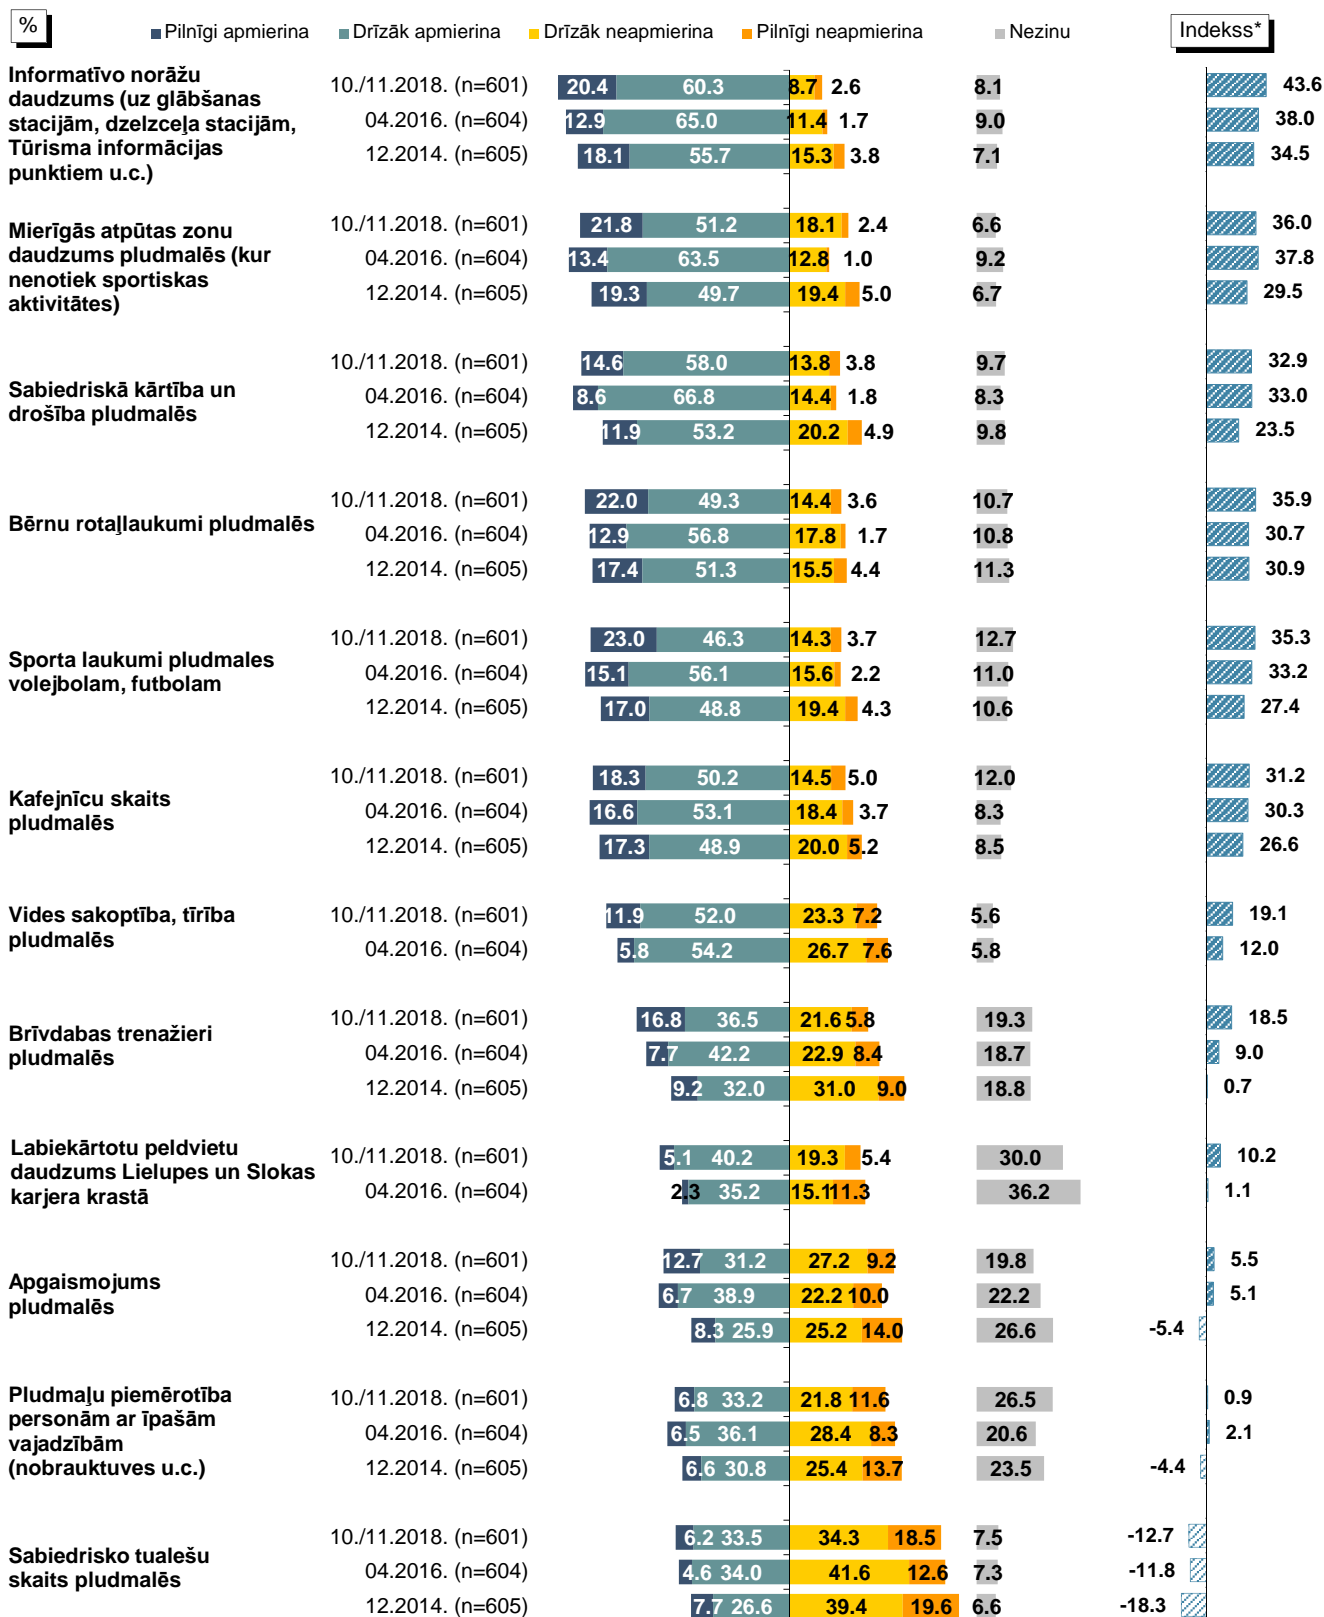 %
Pilnīgi apmierina Drīzāk apmierina Drīzāk neapmierina Pilnīgi neapmierina Nezinu Indekss*
Informatīvo norāžu
daudzums (uz glābšanas
stacijām, dzelzceļa stacijām,
Tūrisma informācijas
punktiem u.c.)
10./11.2018. (n=601) 20.4 60.3 8.7 2.6 8.1 43.6
04.2016. (n=604) 12.9 65.0 11.4 1.7 9.0 38.0
12.2014. (n=605) 18.1 55.7 15.3 3.8 7.1 34.5
Mierīgās atpūtas zonu
daudzums pludmalēs (kur
nenotiek sportiskas
aktivitātes)
10./11.2018. (n=601) 21.8 51.2 18.1 2.4 6.6 36.0
04.2016. (n=604) 13.4 63.5 12.8 1.0 9.2 37.8
12.2014. (n=605) 19.3 49.7 19.4 5.0 6.7 29.5
Sabiedriskā kārtība un
drošība pludmalēs
10./11.2018. (n=601) 14.6 58.0 13.8 3.8 9.7 32.9
04.2016. (n=604) 8.6 66.8 14.4 1.8 8.3 33.0
12.2014. (n=605) 11.9 53.2 20.2 4.9 9.8 23.5
Bērnu rotaļlaukumi pludmalēs
10./11.2018. (n=601) 22.0 49.3 14.4 3.6 10.7 35.9
04.2016. (n=604) 12.9 56.8 17.8 1.7 10.8 30.7
12.2014. (n=605) 17.4 51.3 15.5 4.4 11.3 30.9
Sporta laukumi pludmales
volejbolam, futbolam
10./11.2018. (n=601) 23.0 46.3 14.3 3.7 12.7 35.3
04.2016. (n=604) 15.1 56.1 15.6 2.2 11.0 33.2
12.2014. (n=605) 17.0 48.8 19.4 4.3 10.6 27.4
Kafejnīcu skaits
pludmalēs
10./11.2018. (n=601) 18.3 50.2 14.5 5.0 12.0 31.2
04.2016. (n=604) 16.6 53.1 18.4 3.7 8.3 30.3
12.2014. (n=605) 17.3 48.9 20.0 5.2 8.5 26.6
Vides sakoptība, tīrība
pludmalēs
10./11.2018. (n=601) 11.9 52.0 23.3 7.2 5.6 19.1
04.2016. (n=604) 5.8 54.2 26.7 7.6 5.8 12.0
Brīvdabas trenažieri
pludmalēs
10./11.2018. (n=601) 16.8 36.5 21.6 5.8 19.3 18.5
04.2016. (n=604) 7.7 42.2 22.9 8.4 18.7 9.0
12.2014. (n=605) 9.2 32.0 31.0 9.0 18.8 0.7
Labiekārtotu peldvietu
daudzums Lielupes un Slokas
karjera krastā
10./11.2018. (n=601) 5.1 40.2 19.3 5.4 30.0 10.2
04.2016. (n=604) 2.3 35.2 15.1 11.3 36.2 1.1
Apgaismojums
pludmalēs
10./11.2018. (n=601) 12.7 31.2 27.2 9.2 19.8 5.5
04.2016. (n=604) 6.7 38.9 22.2 10.0 22.2 5.1
12.2014. (n=605) 8.3 25.9 25.2 14.0 26.6 -5.4
Pludmaļu piemērotība
personām ar īpašām
vajadzībām
(nobrauktuves u.c.)
10./11.2018. (n=601) 6.8 33.2 21.8 11.6 26.5 0.9
04.2016. (n=604) 6.5 36.1 28.4 8.3 20.6 2.1
12.2014. (n=605) 6.6 30.8 25.4 13.7 23.5 -4.4
Sabiedrisko tualešu
skaits pludmalēs
10./11.2018. (n=601) 6.2 33.5 34.3 18.5 7.5 -12.7
04.2016. (n=604) 4.6 34.0 41.6 12.6 7.3 -11.8
12.2014. (n=605) 7.7 26.6 39.4 19.6 6.6 -18.3